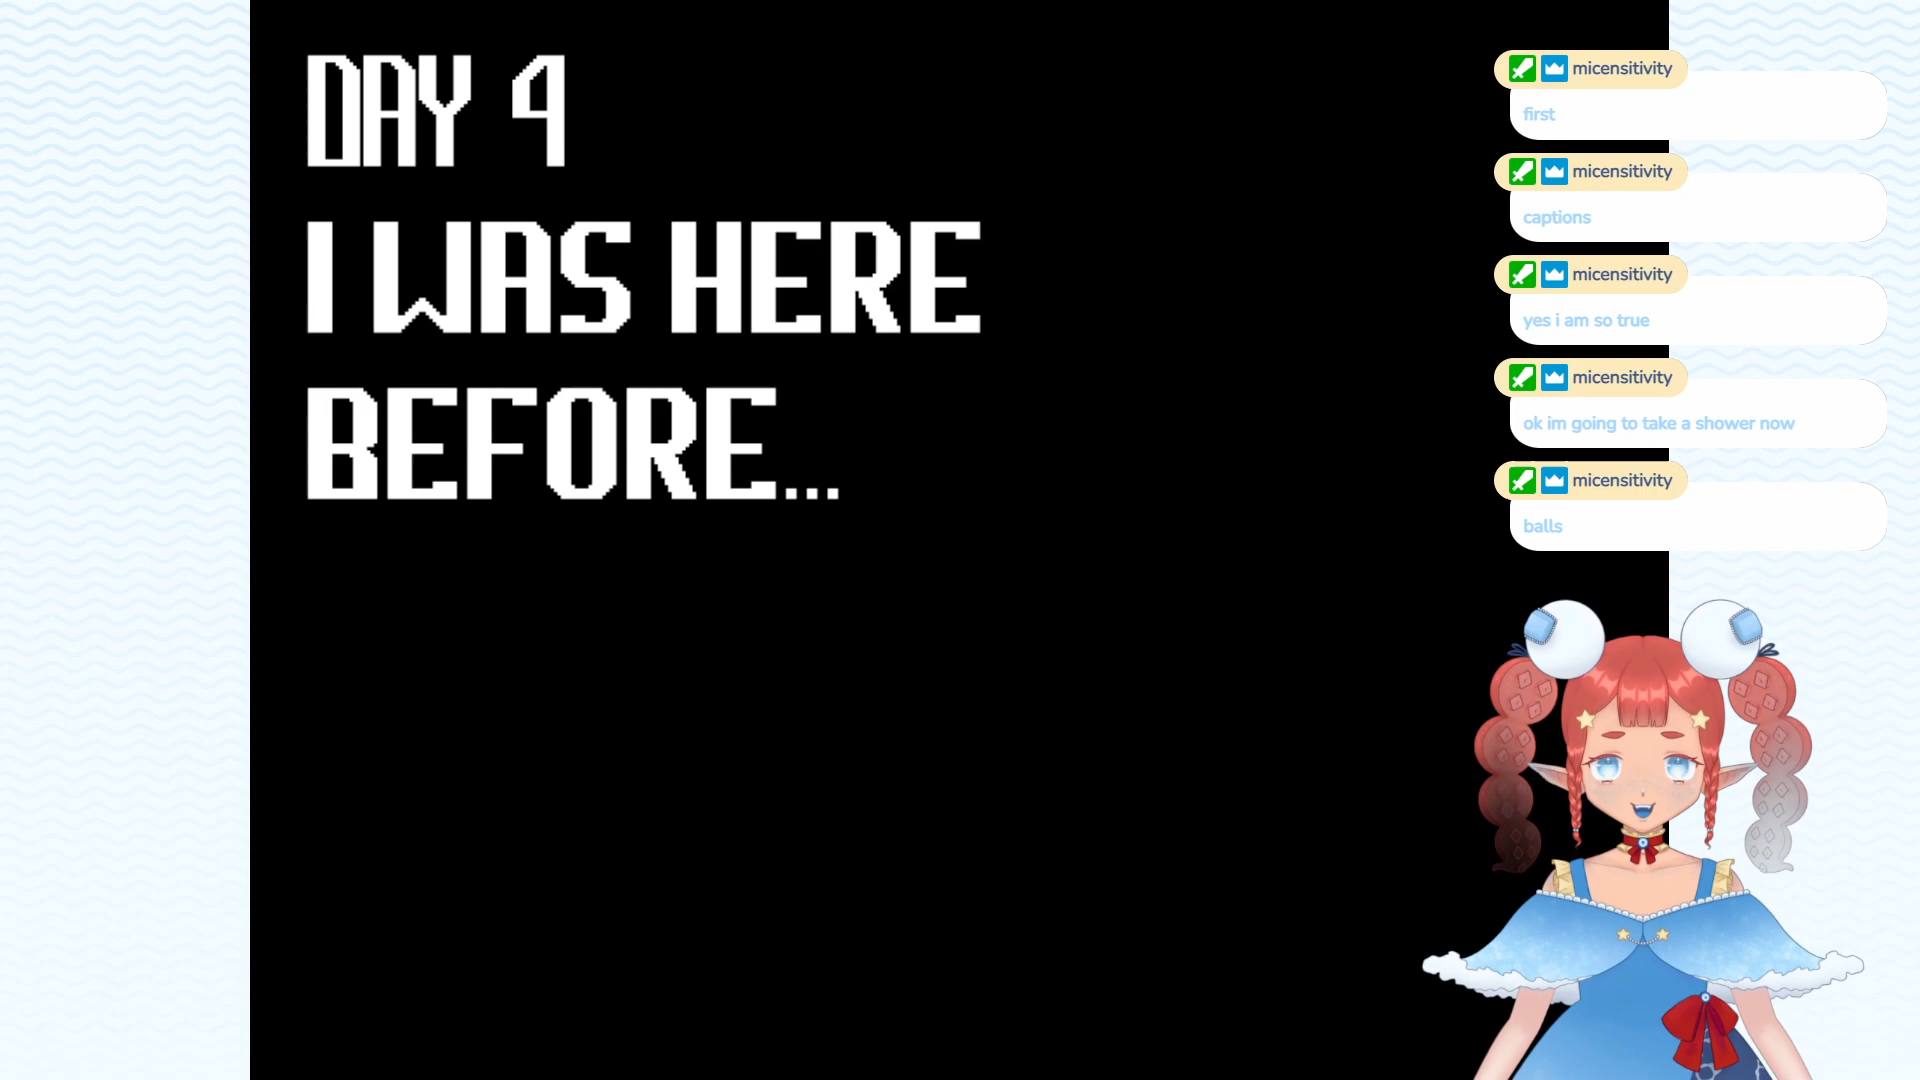 DAY 4
I WAS HERE
BEFORE...
micensitivity
first
micensitivity
captions
micensitivity
yes i am so true
micensitivity
ok im going to take a shower now
micensitivity
balls